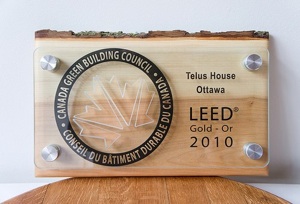 CANADA GREEN BUILDING COUNCIL •
CONSEIL DU BÂTIMENT DURABLE DU CANADA •
Telus House
Ottawa
LEED®
Gold - Or
2010